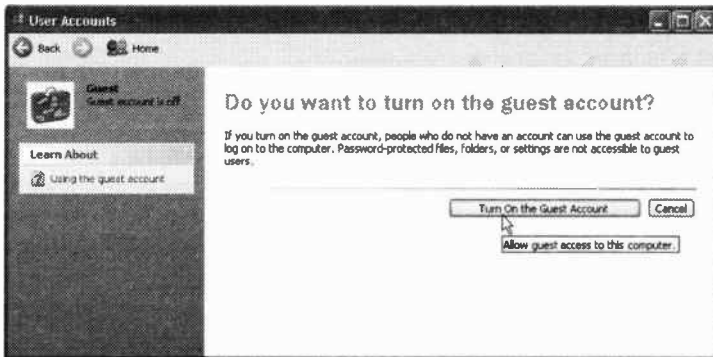 User Accounts
Back Home
Guest
Guest account is off
Learn About
Using the guest account
Do you want to turn on the guest account?
If you turn on the guest account, people who do not have an account can use the guest account to
log on to the computer. Password-protected files, folders, or settings are not accessible to guest
users.
Turn On the Guest Account Cancel
Allow guest access to this computer.